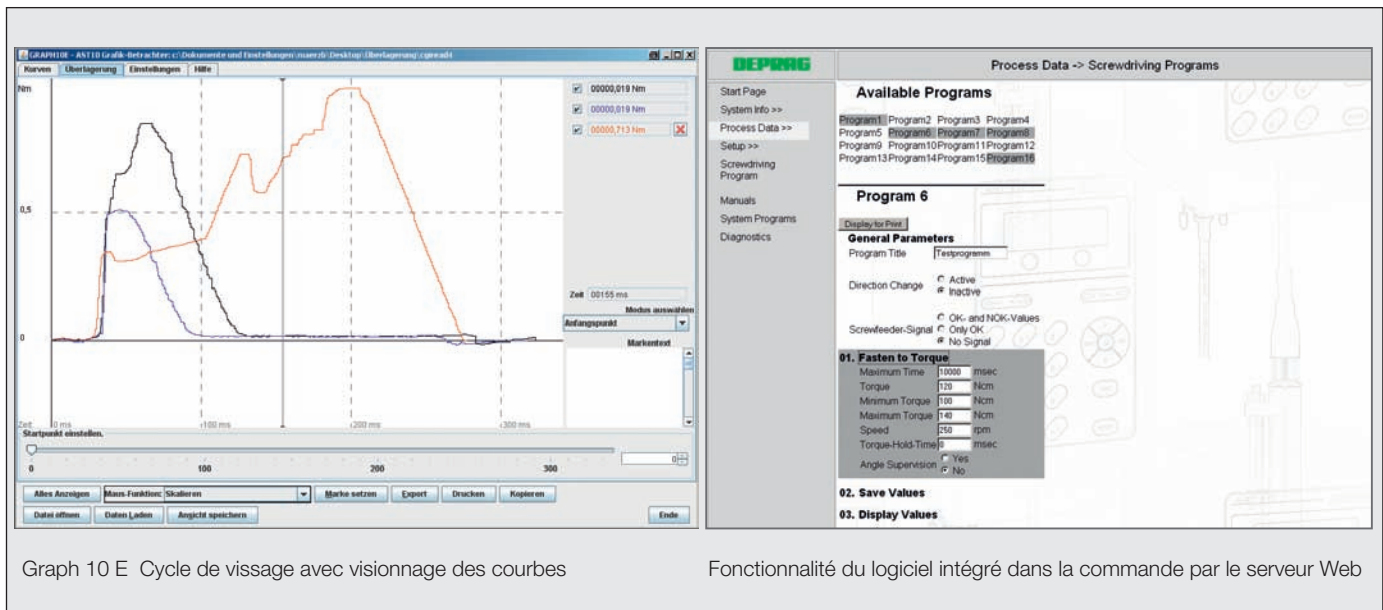 GRAPH10E - AST10 Grafik-Betrachter: c:\Dokumente und Einstellungen\maerzb\Desktop\Überlagerung\cgeread4
Kurven Überlagerung Einstellungen Hilfe
Nm
0,5
0
Zeit 0 ms 100 ms 200 ms 300 ms
00000,019 Nm
00000,019 Nm
00000,713 Nm
Zeit 00155 ms
Modus auswählen
Anfangspunkt
Markentext
Startpunkt einstellen.
0 100 200 300
0
Alles Anzeigen Maus-Funktion: Skalieren Marke setzen Export Drucken Kopieren
Datei öffnen Daten Laden Angicht speichern Ende
Graph 10 E Cycle de vissage avec visionnage des courbes
DEPRAG
Process Data -> Screwdriving Programs
Start Page
System Info >>
Process Data >>
Setup >>
Screwdriving
Program
Manuals
System Programs
Diagnostics
Available Programs
Program1 Program2 Program3 Program4
Program5 Program6 Program7 Program8
Program9 Program10 Program11 Program12
Program13 Program14 Program15 Program16
Program 6
Display for Print
General Parameters
Program Title Testprogramm
Direction Change Active
Inactive
OK- and NOK-Values
Screwfeeder-Signal Only OK
No Signal
01. Fasten to Torque
Maximum Time 10000 msec
Torque 120 Ncm
Minimum Torque 100 Ncm
Maximum Torque 140 Ncm
Speed 250 rpm
Torque-Hold-Time 0 msec
Angle Supervision Yes
No
02. Save Values
03. Display Values
Fonctionnalité du logiciel intégré dans la commande par le serveur Web